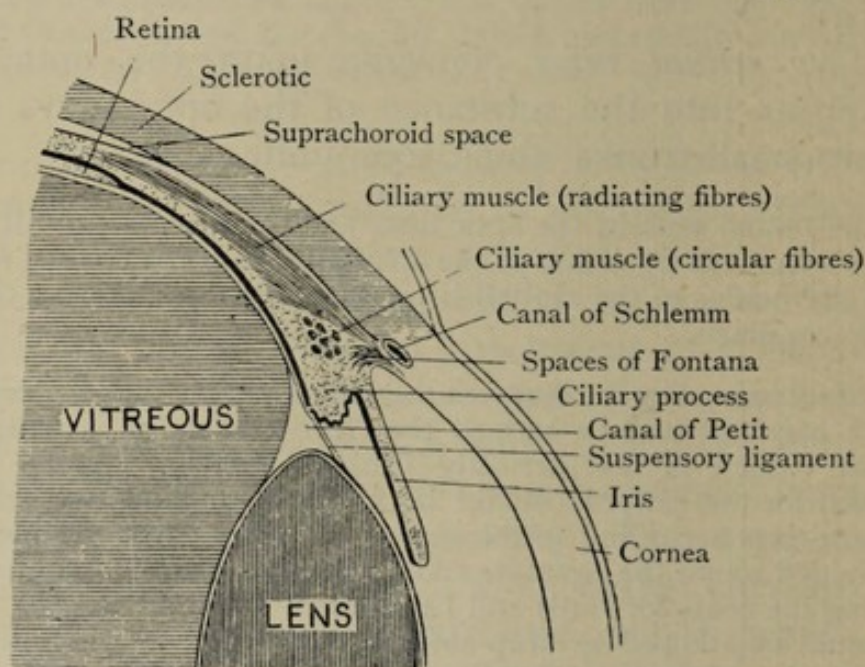 Retina
Sclerotic
Suprachoroid space
Ciliary muscle (radiating fibres)
Ciliary muscle (circular fibres)
Canal of Schlemm
Spaces of Fontana
Ciliary process
VITREOUS
Canal of Petit
Suspensory ligament
Iris
Cornea
LENS